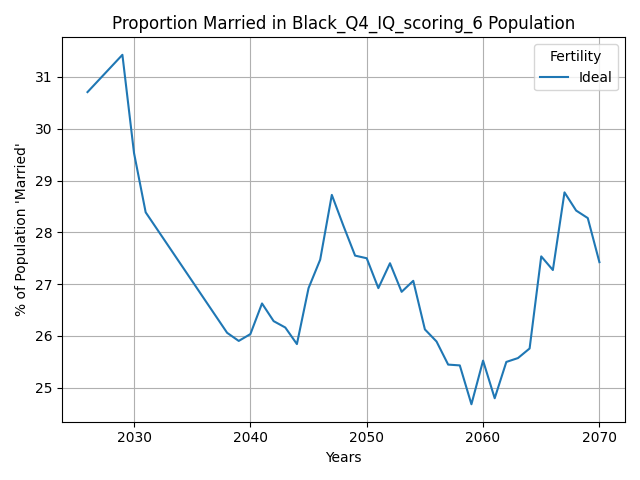 Proportion Married in Black_Q4_IQ_scoring_6 Population
Fertility
Ideal
% of Population 'Married'
31
30
29
28
27
26
25
2030
2040
2050
2060
2070
Years